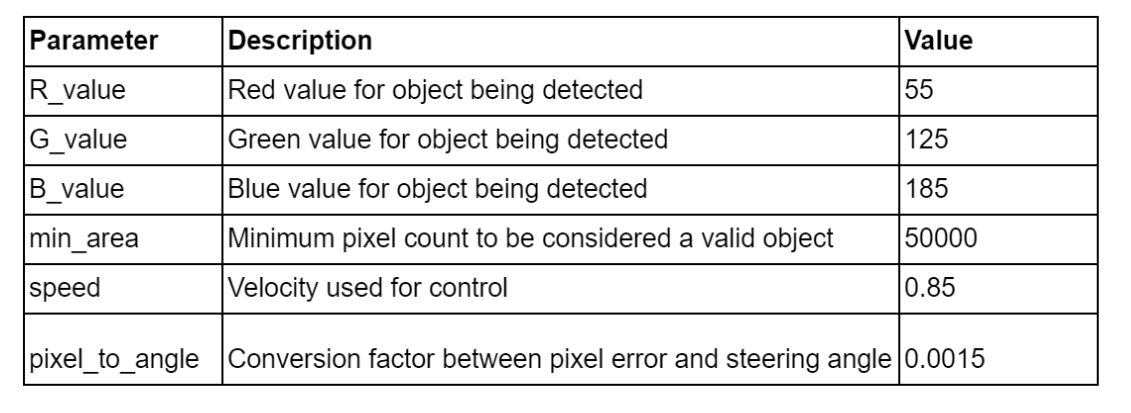 Parameter Description Value
R_value Red value for object being detected 55
G_value Green value for object being detected 125
B_value Blue value for object being detected 185
min_area Minimum pixel count to be considered a valid object 50000
speed Velocity used for control 0.85
pixel_to_angle Conversion factor between pixel error and steering angle 0.0015